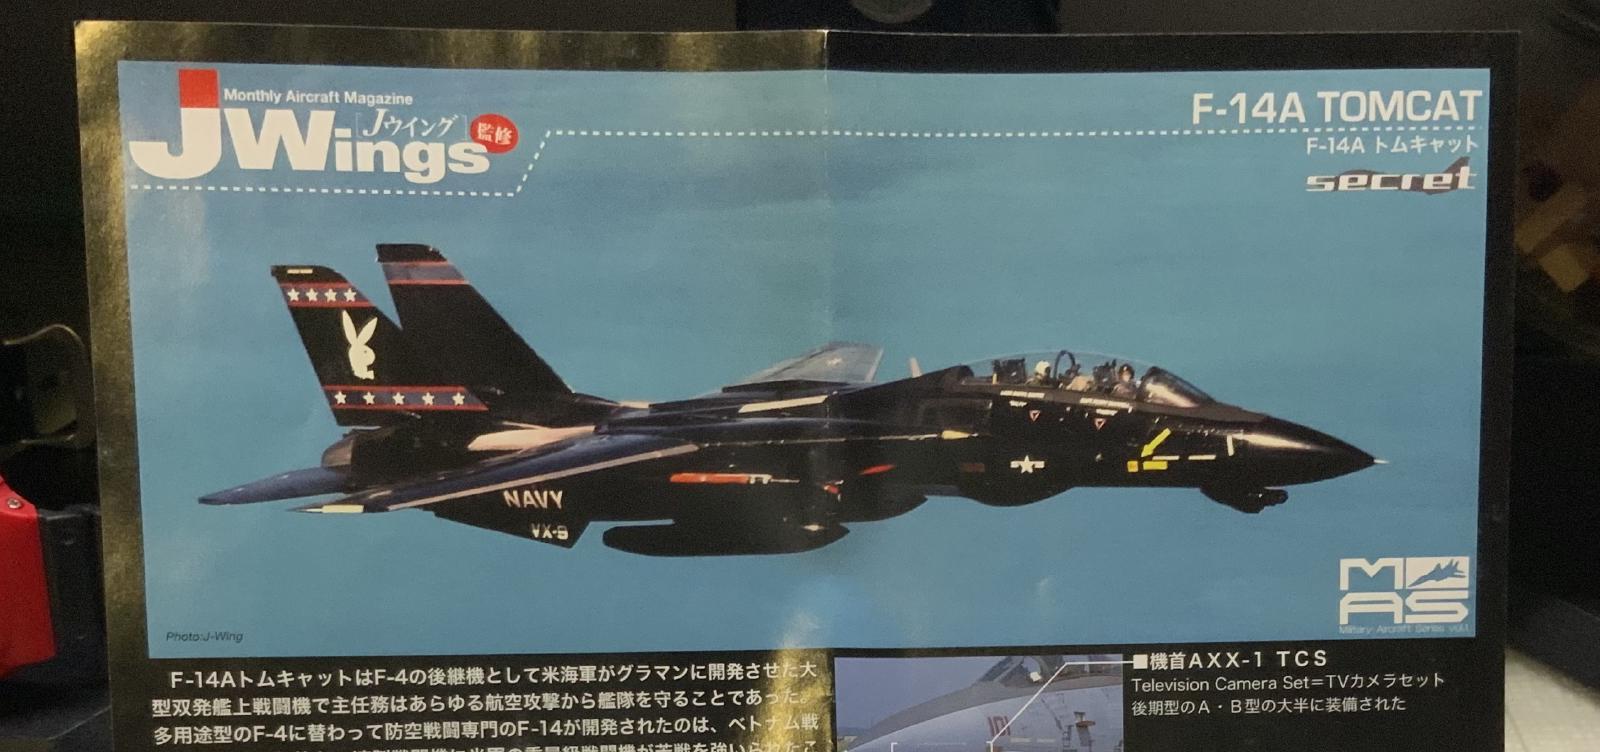 Monthly Aircraft Magazine
JWings
[Jウイング]
監修
F-14A TOMCAT
F-14A トムキャット
secret
NAVY
VX-9
MAS
Military Aircraft Series vol.1
Photo:J-Wing
F-14AトムキャットはF-4の後継機として米海軍がグラマンに開発させた大
型双発艦上戦闘機で主任務はあらゆる航空攻撃から艦隊を守ることであった。
多用途型のF-4に替わって防空戦闘専門のF-14が開発されたのは、ベトナム戦
■機首AXX-1 TCS
Television Camera Set=TVカメラセット
後期型のA・B型の大半に装備された
101